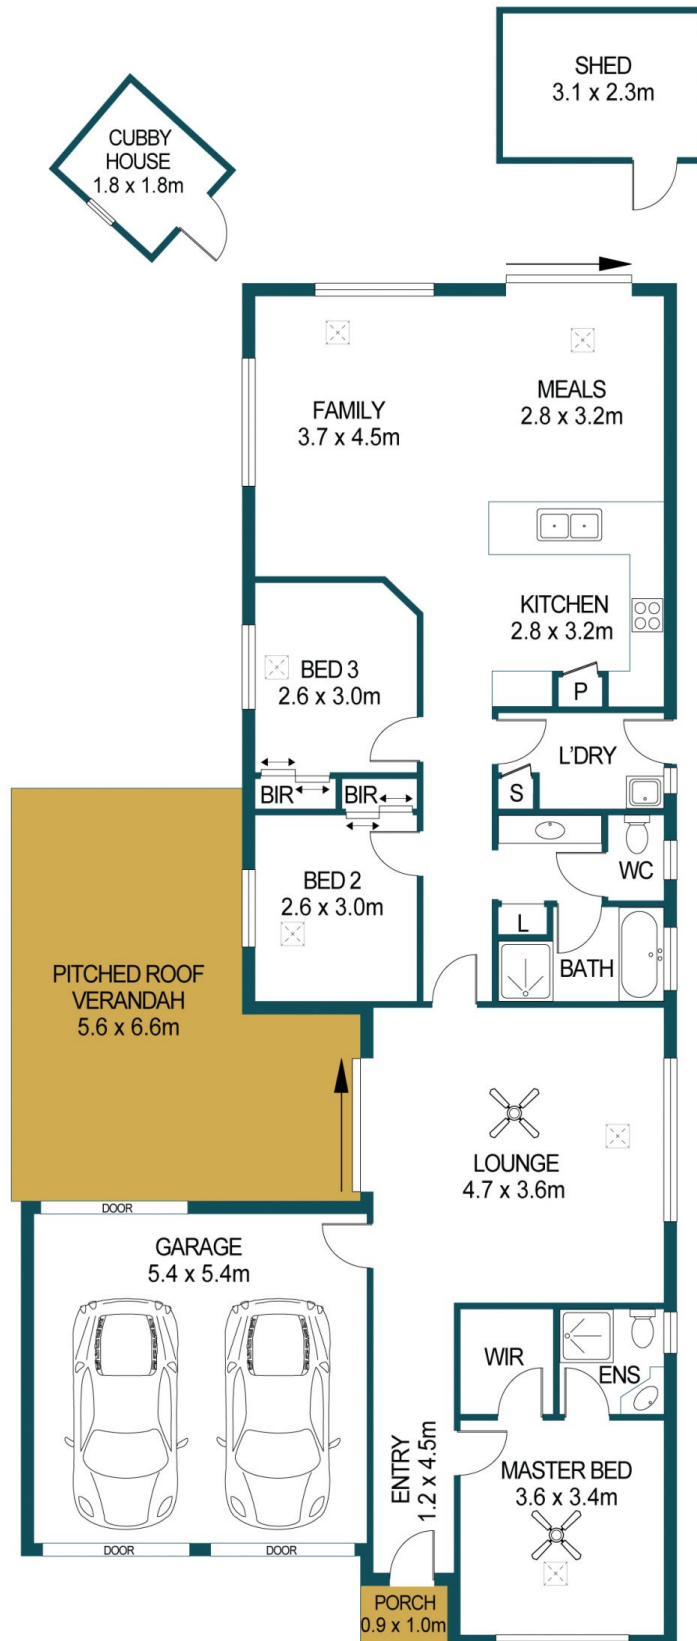 SHED
3.1 x 2.3m
CUBBY
HOUSE
1.8 x 1.8m
FAMILY
3.7 x 4.5m
MEALS
2.8 x 3.2m
KITCHEN
2.8 x 3.2m
P
BED 3
2.6 x 3.0m
L'DRY
S
BIR
BIR
WC
BED 2
2.6 x 3.0m
L
BATH
PITCHED ROOF
VERANDAH
5.6 x 6.6m
LOUNGE
4.7 x 3.6m
DOOR
GARAGE
5.4 x 5.4m
WIR
ENS
ENTRY
1.2 x 4.5m
MASTER BED
3.6 x 3.4m
DOOR
DOOR
PORCH
0.9 x 1.0m